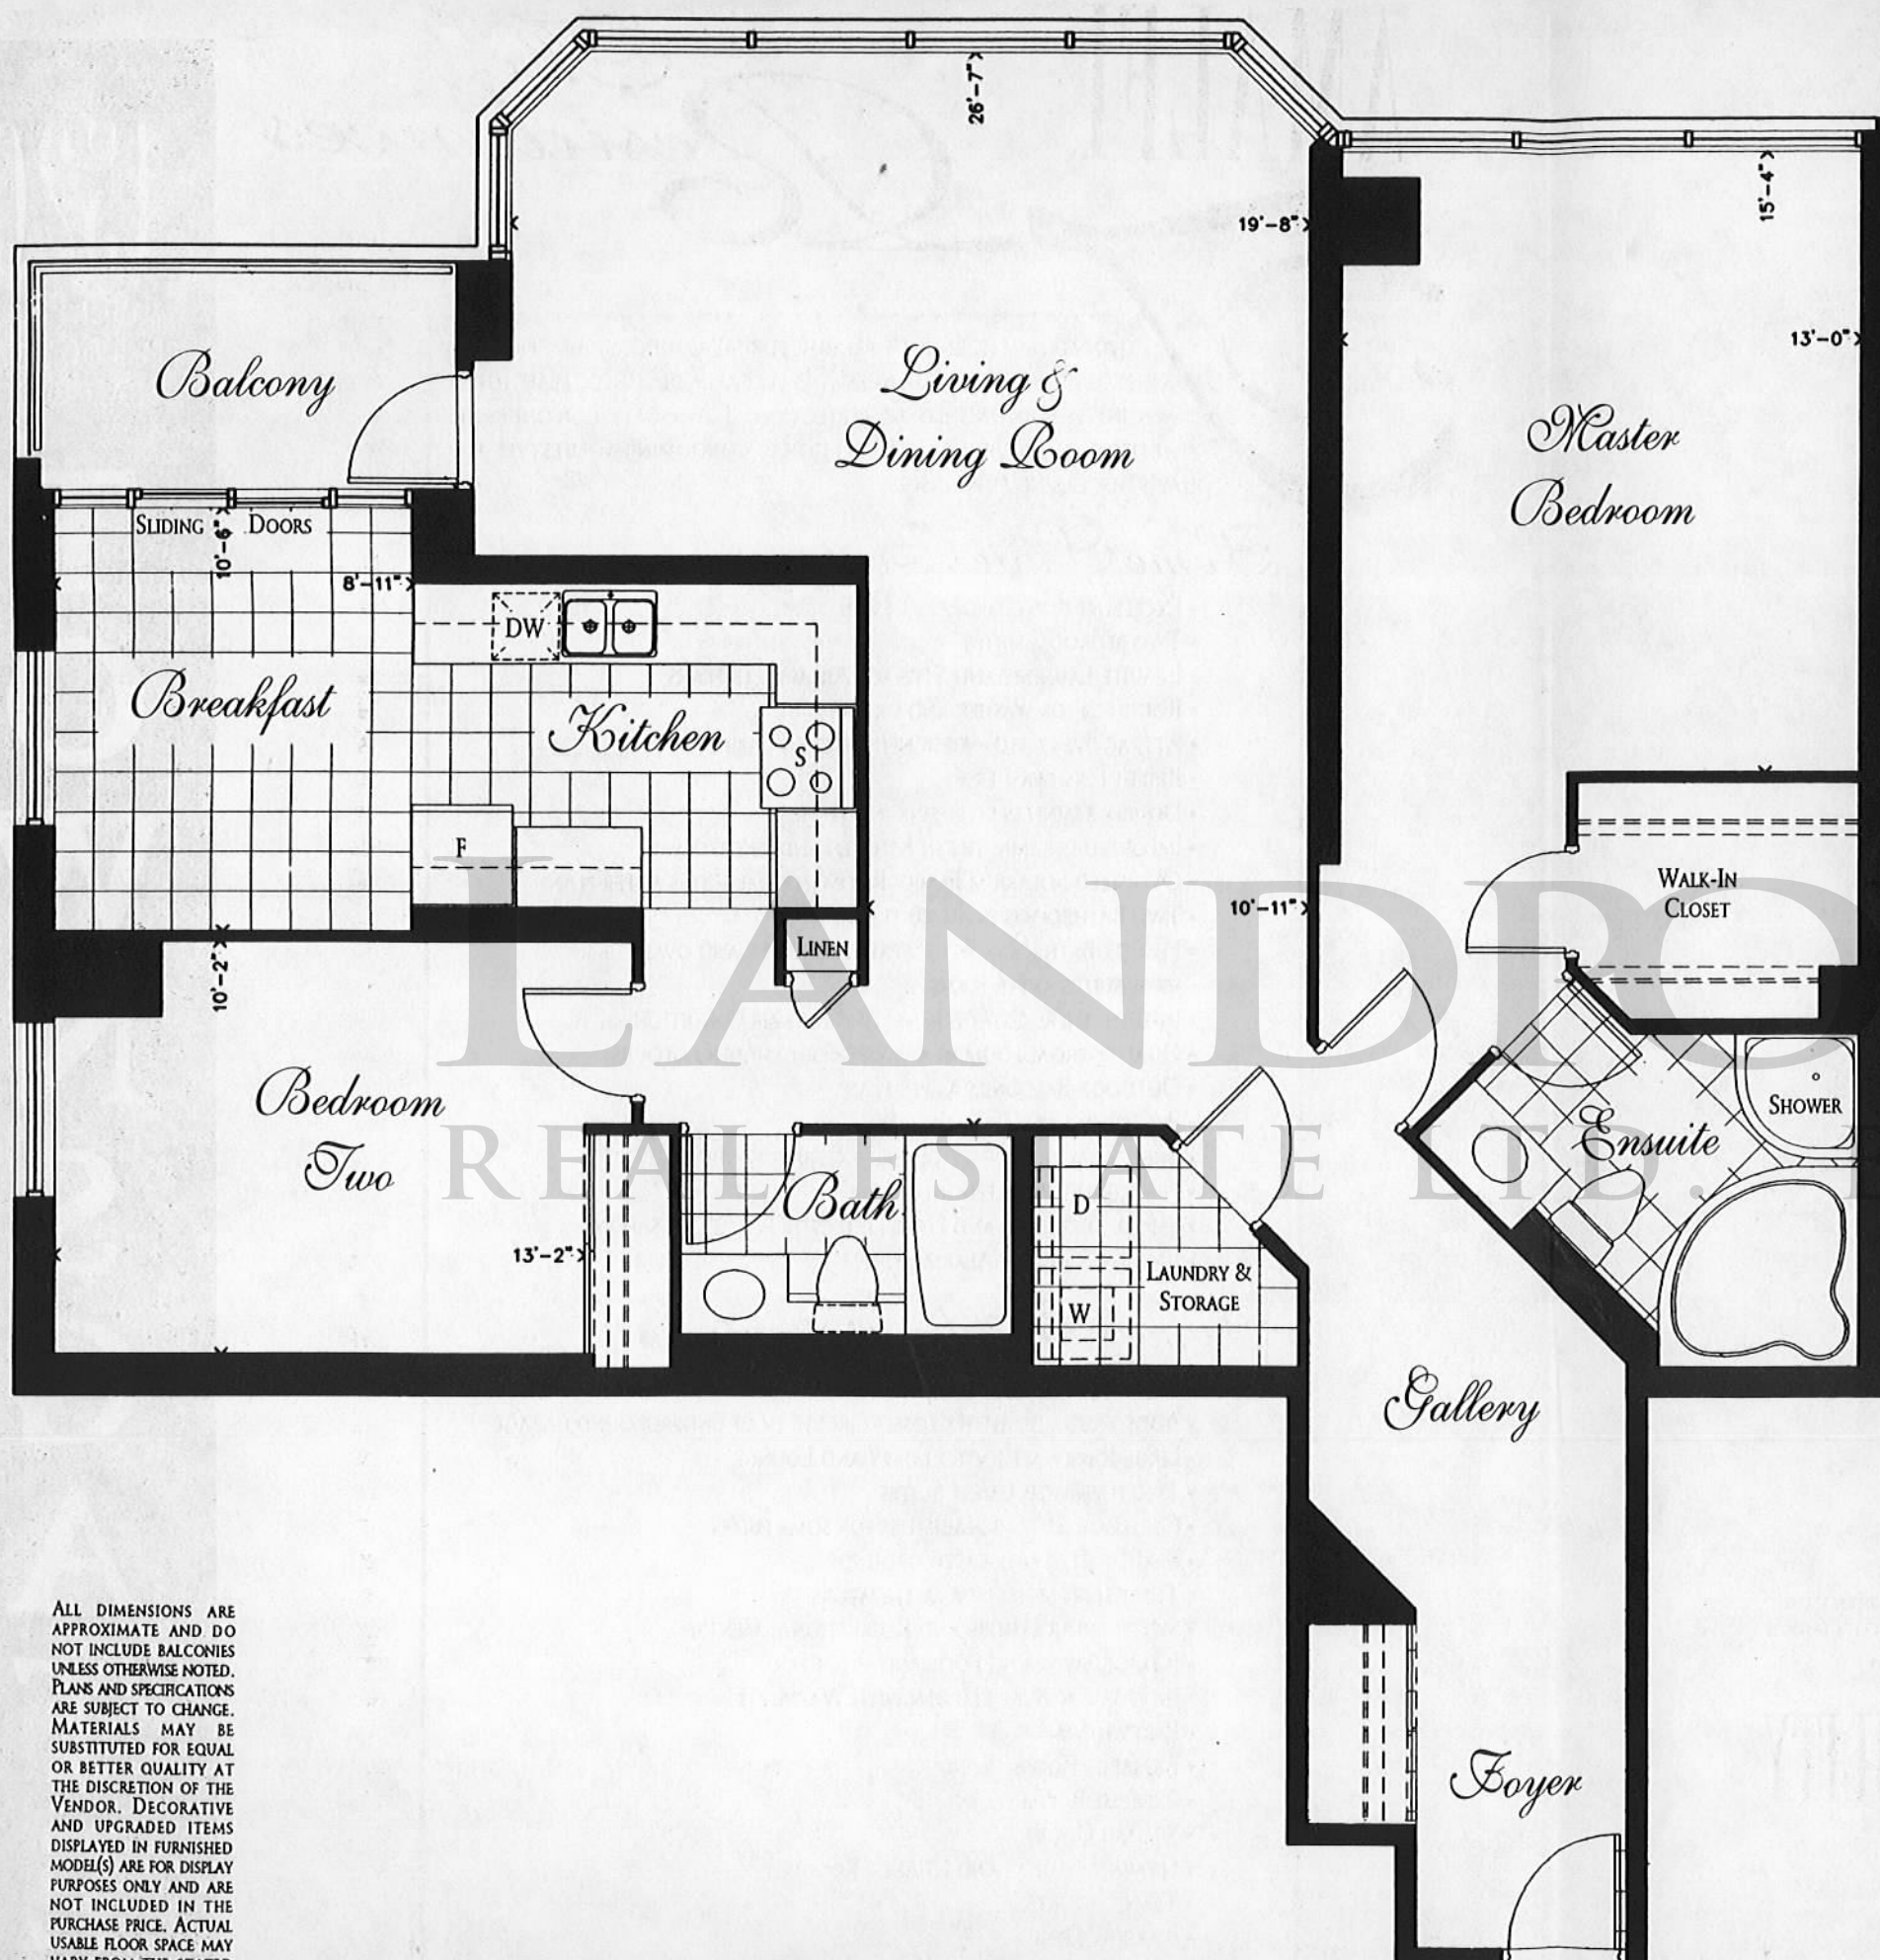 26'-7"
15'-4"
19'-8"
13'-0"
Balcony
Living &
Dining Room
Master
Bedroom
SLIDING DOORS
10'-6"
8'-11"
DW
Breakfast
Kitchen
S
F
WALK-IN
CLOSET
10'-11"
LINEN
10'-2"
LANDRO
REAL ESTATE LTD.
Bedroom
Two
SHOWER
Ensuite
Bath
D
13'-2"
LAUNDRY &
STORAGE
W
Gallery
Foyer
ALL DIMENSIONS ARE
APPROXIMATE AND DO
NOT INCLUDE BALCONIES
UNLESS OTHERWISE NOTED.
PLANS AND SPECIFICATIONS
ARE SUBJECT TO CHANGE.
MATERIALS MAY BE
SUBSTITUTED FOR EQUAL
OR BETTER QUALITY AT
THE DISCRETION OF THE
VENDOR. DECORATIVE
AND UPGRADED ITEMS
DISPLAYED IN FURNISHED
MODEL(S) ARE FOR DISPLAY
PURPOSES ONLY AND ARE
NOT INCLUDED IN THE
PURCHASE PRICE. ACTUAL
USABLE FLOOR SPACE MAY
VARY FROM THE STATED